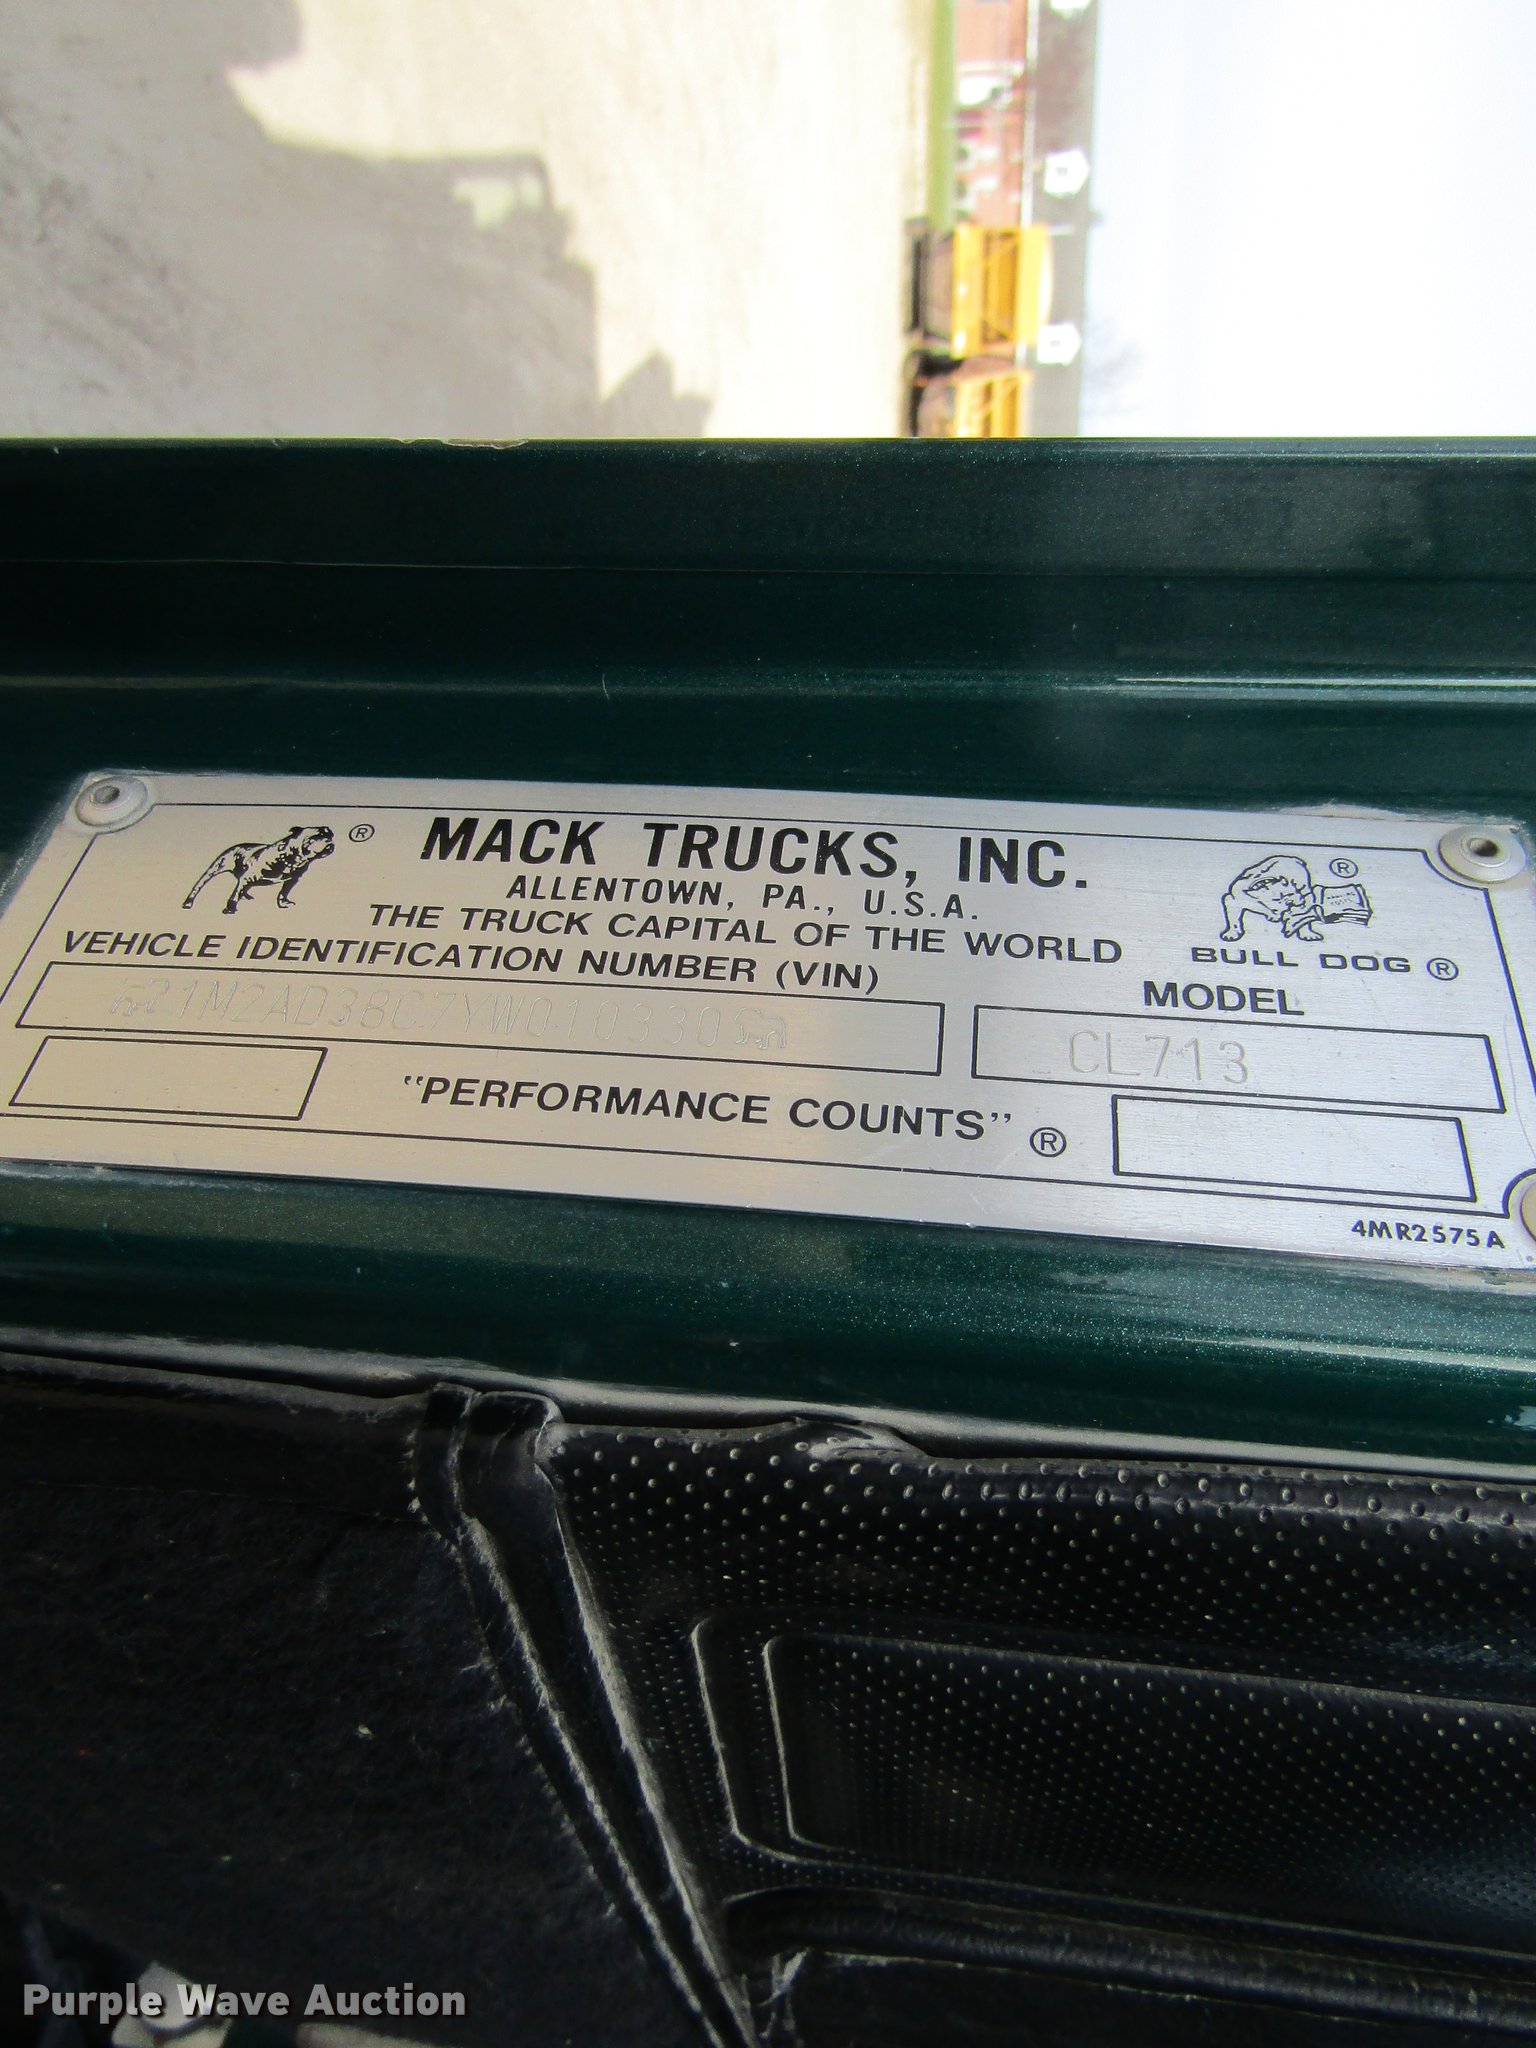 ® MACK TRUCKS, INC.
ALLENTOWN, PA., U.S.A.
THE TRUCK CAPITAL OF THE WORLD
®
BULL DOG ®
VEHICLE IDENTIFICATION NUMBER (VIN)
MODEL
1M2AD38C7YW010330
CL713
"PERFORMANCE COUNTS" ®
4MR2575A
Purple Wave Auction